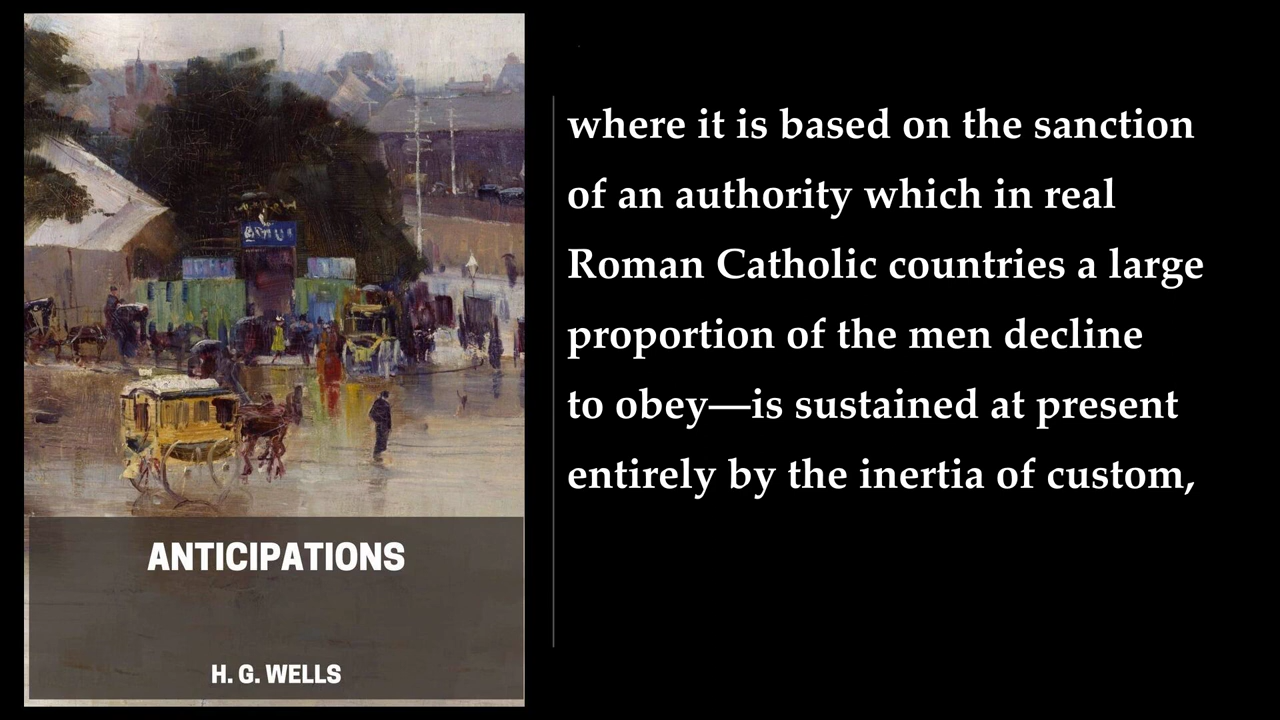 ANTICIPATIONS
H. G. WELLS
where it is based on the sanction
of an authority which in real
Roman Catholic countries a large
proportion of the men decline
to obey—is sustained at present
entirely by the inertia of custom,